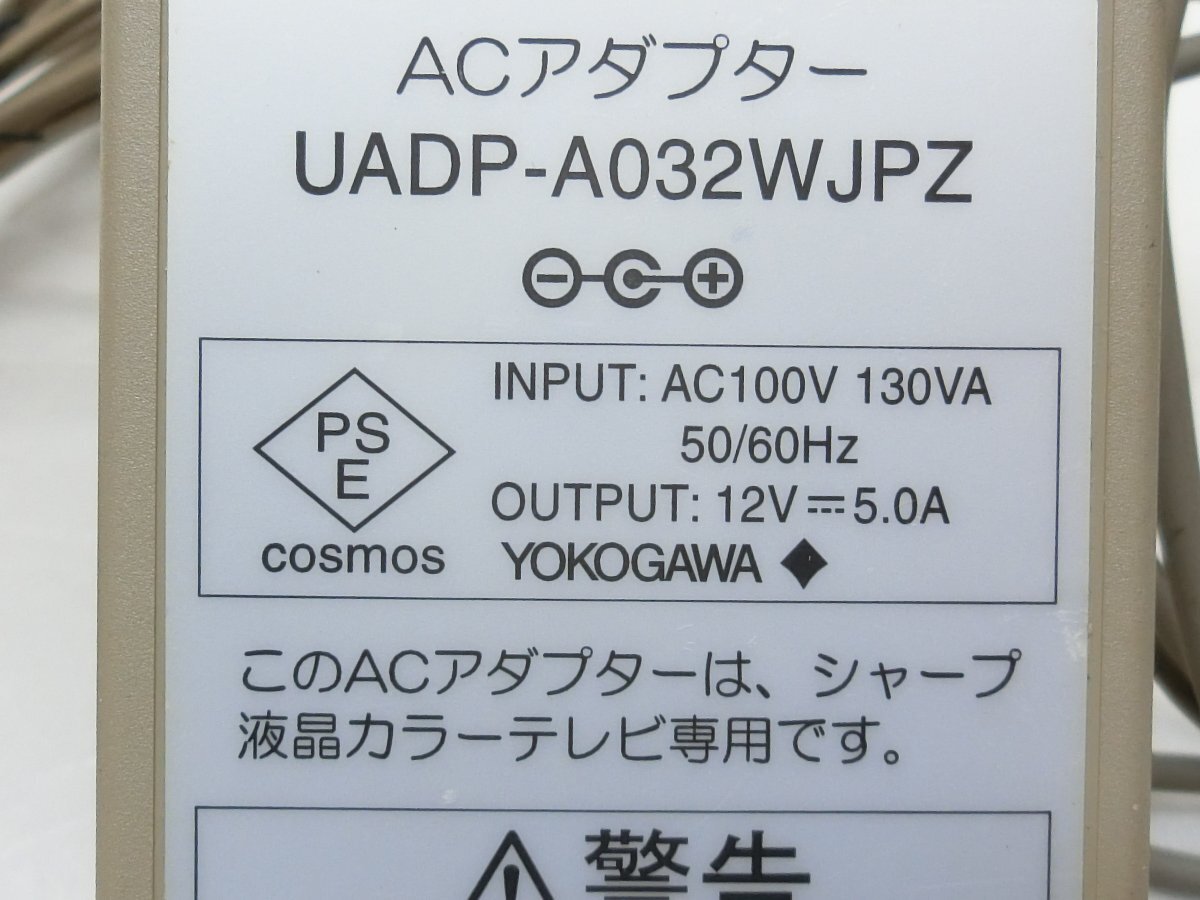 ACアダプター
UADP-A032WJPZ
PS
E
cosmos
INPUT: AC100V 130VA
50/60Hz
OUTPUT: 12V⎓5.0A
YOKOGAWA ◆
このACアダプターは、シャープ
液晶カラーテレビ専用です。
警告